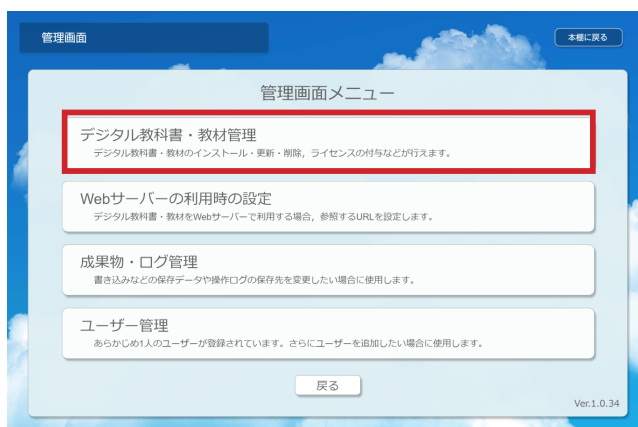 管理画面
本棚に戻る
管理画面メニュー
デジタル教科書・教材管理
デジタル教科書・教材のインストール・更新・削除，ライセンスの付与などが行えます。
Webサーバーの利用時の設定
デジタル教科書・教材をWebサーバーで利用する場合，参照するURLを設定します。
成果物・ログ管理
書き込みなどの保存データや操作ログの保存先を変更したい場合に使用します。
ユーザー管理
あらかじめ1人のユーザーが登録されています。さらにユーザーを追加したい場合に使用します。
戻る
Ver.1.0.34